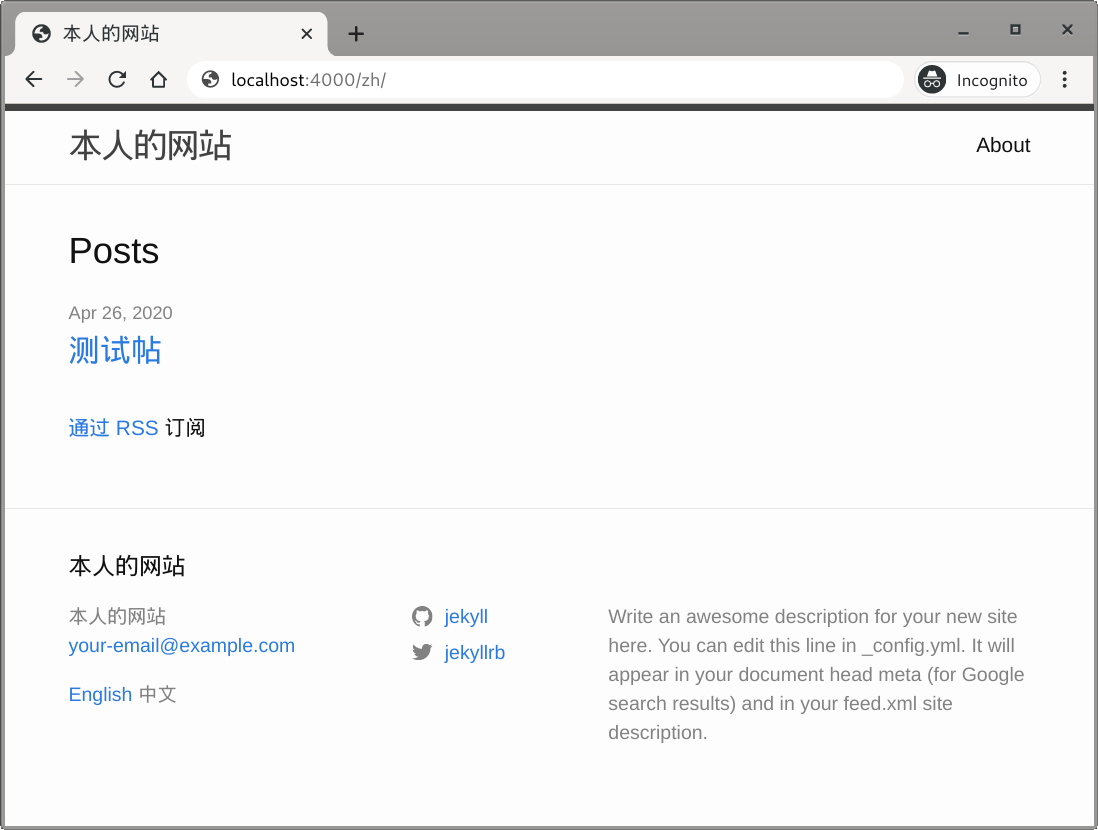 本人的网站
localhost:4000/zh/
Incognito
本人的网站
About
Posts
Apr 26, 2020
测试帖
通过 RSS 订阅
本人的网站
本人的网站
your-email@example.com
English 中文
jekyll
jekyllrb
Write an awesome description for your new site
here. You can edit this line in _config.yml. It will
appear in your document head meta (for Google
search results) and in your feed.xml site
description.